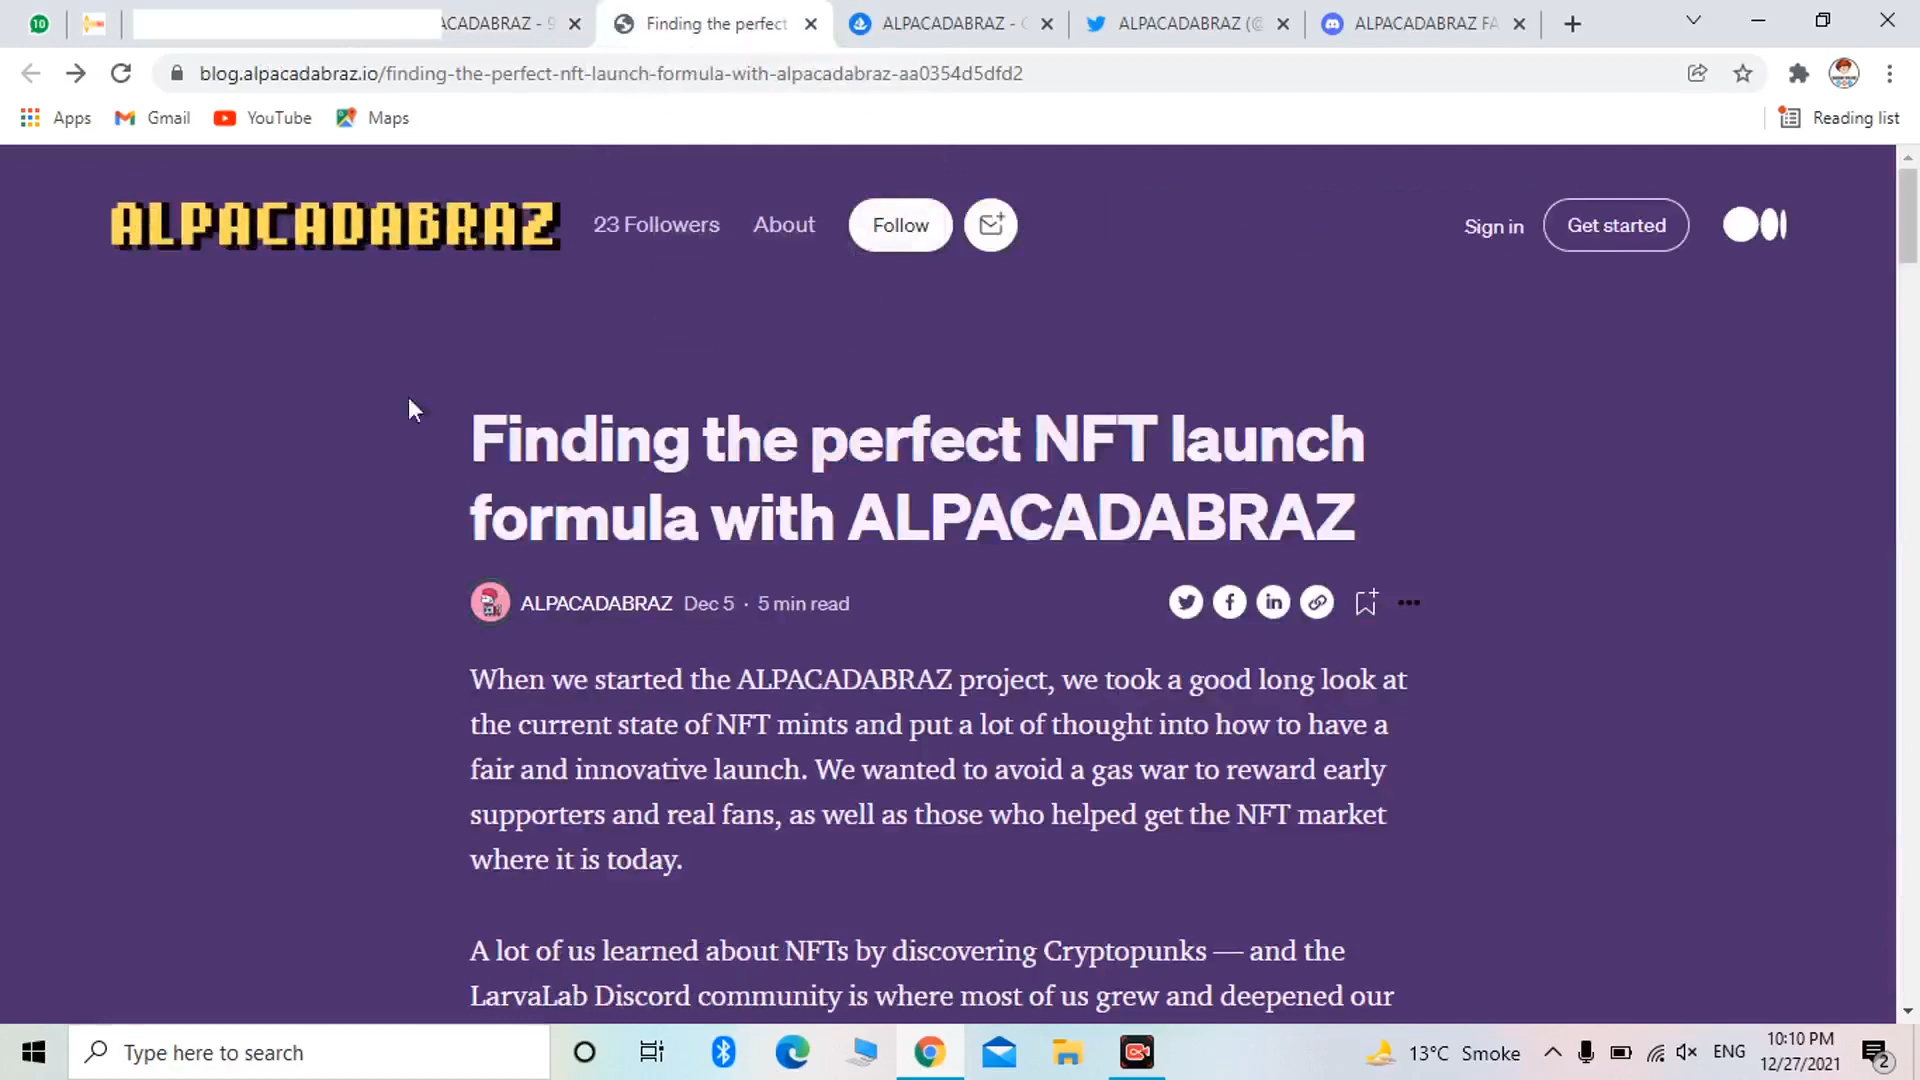 10
ACADABRAZ - 9
Finding the perfect
ALPACADABRAZ -
ALPACADABRAZ (@
ALPACADABRAZ FA
blog.alpacadabraz.io/finding-the-perfect-nft-launch-formula-with-alpacadabraz-aa0354d5dfd2
Apps
Gmail
YouTube
Maps
Reading list
ALPACADABRAZ
23 Followers
About
Follow
Sign in
Get started
Finding the perfect NFT launch
formula with ALPACADABRAZ
ALPACADABRAZ Dec 5 · 5 min read
When we started the ALPACADABRAZ project, we took a good long look at
the current state of NFT mints and put a lot of thought into how to have a
fair and innovative launch. We wanted to avoid a gas war to reward early
supporters and real fans, as well as those who helped get the NFT market
where it is today.
A lot of us learned about NFTs by discovering Cryptopunks — and the
LarvaLab Discord community is where most of us grew and deepened our
Type here to search
13°C Smoke
ENG
10:10 PM
12/27/2021
2